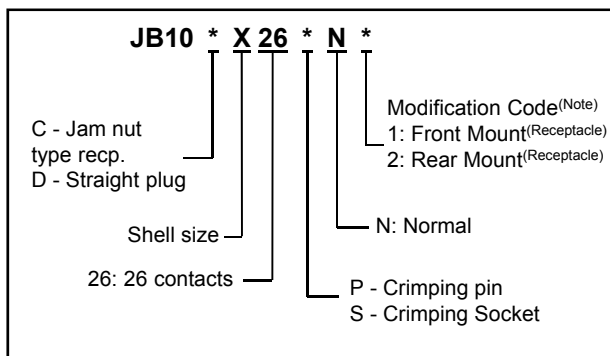 JB10 * X 26 * N *
Modification Code(Note)
1: Front Mount(Receptacle)
2: Rear Mount(Receptacle)
C - Jam nut
type recp.
D - Straight plug
N: Normal
Shell size
26: 26 contacts
P - Crimping pin
S - Crimping Socket